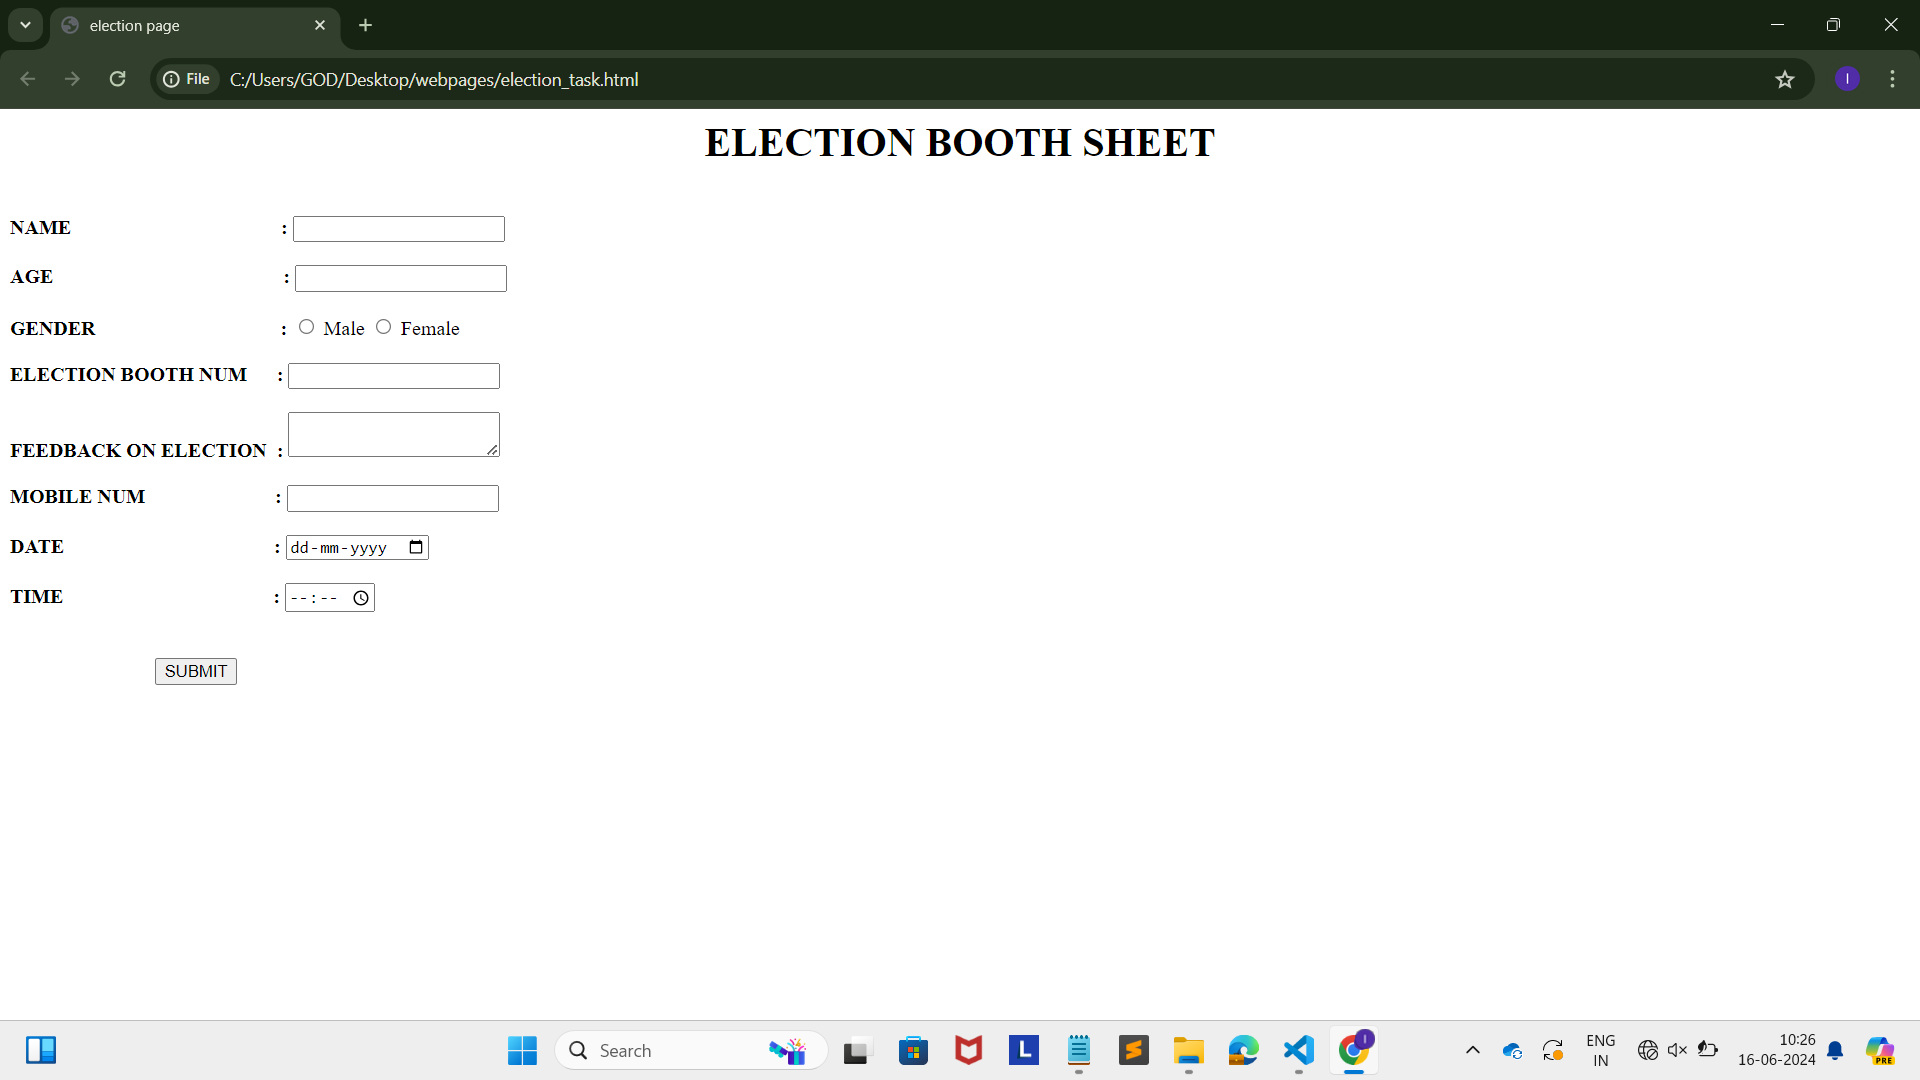 election page
File C:/Users/GOD/Desktop/webpages/election_task.html
I
ELECTION BOOTH SHEET
NAME :
AGE :
GENDER : Male Female
ELECTION BOOTH NUM :
FEEDBACK ON ELECTION :
MOBILE NUM :
DATE : dd-mm-yyyy
TIME : --:--
SUBMIT
Search
L
I
ENG
IN
10:26
16-06-2024
PRE